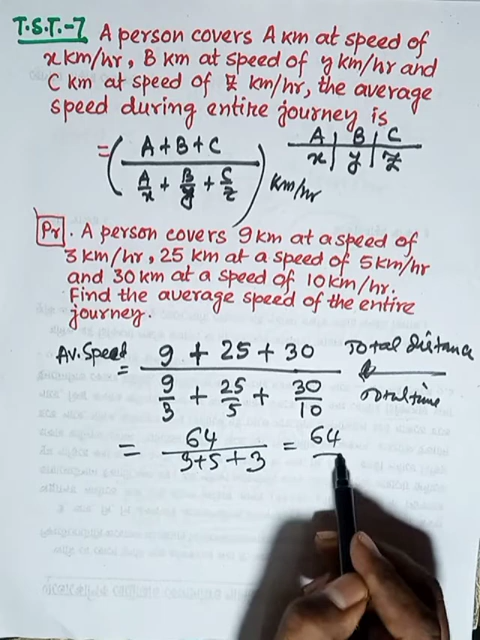 T.S.T.-7 A person covers A km at speed of
x km/hr, B km at speed of y km/hr and
C km at speed of z km/hr, the average
speed during entire journey is
= ( A + B + C / A/x + B/y + C/z ) km/hr
A | B | C
x | y | z
Pr. A person covers 9 km at a speed of
3 km/hr, 25 km at a speed of 5 km/hr
and 30 km at a speed of 10 km/hr.
Find the average speed of the entire
journey.
Av. Speed = 9 + 25 + 30 / 9/3 + 25/5 + 30/10
Total distance
Total time
= 64 / 3+5+3 = 64